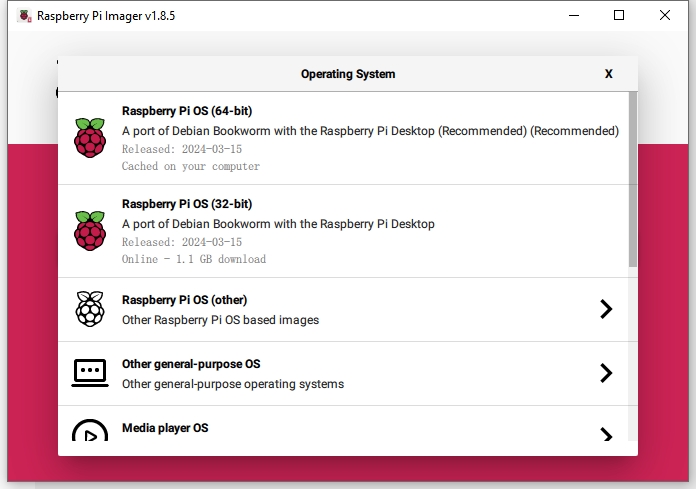 Raspberry Pi Imager v1.8.5
Operating System
X
Raspberry Pi OS (64-bit)
A port of Debian Bookworm with the Raspberry Pi Desktop (Recommended) (Recommended)
Released: 2024-03-15
Cached on your computer
Raspberry Pi OS (32-bit)
A port of Debian Bookworm with the Raspberry Pi Desktop
Released: 2024-03-15
Online - 1.1 GB download
Raspberry Pi OS (other)
Other Raspberry Pi OS based images
Other general-purpose OS
Other general-purpose operating systems
Media player OS